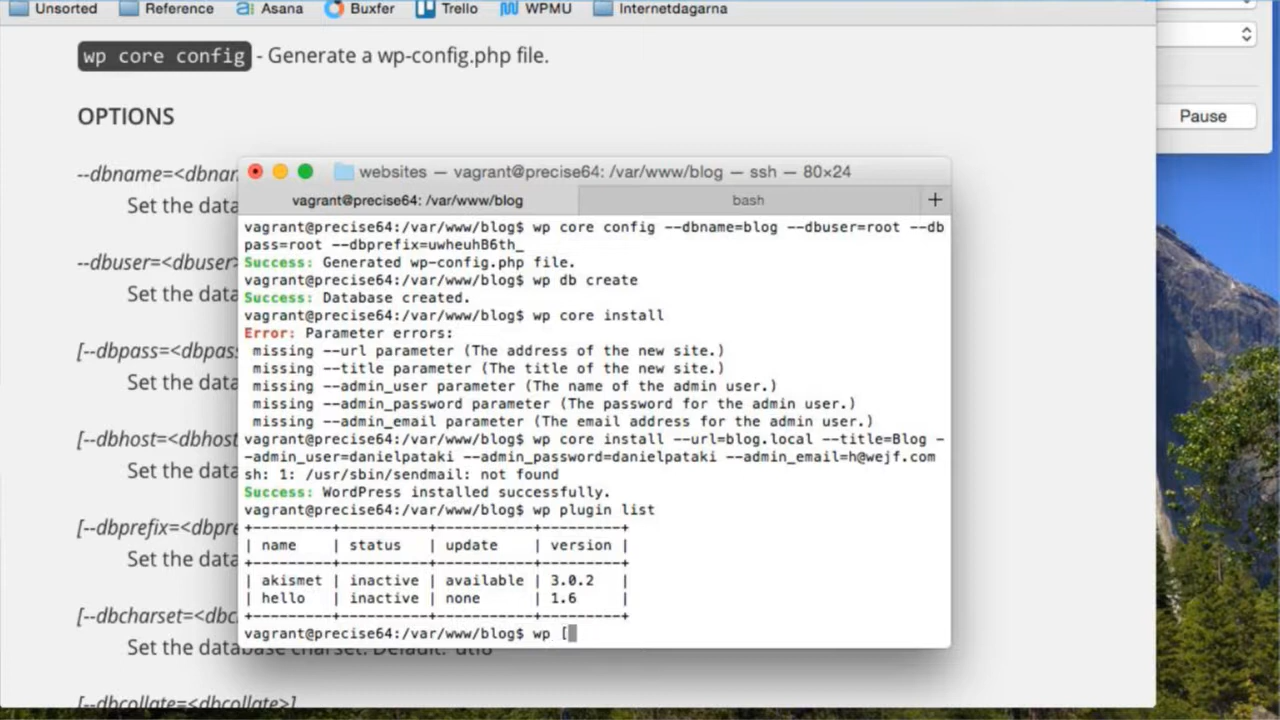 Unsorted Reference Asana Buxfer Trello WPMU Internetdagarna
wp core config - Generate a wp-config.php file.
OPTIONS
Pause
--dbname=<dbnam
Set the data
--dbuser=<dbuser>
Set the data
[--dbpass=<dbpass
Set the data
[--dbhost=<dbhost
Set the data
[--dbprefix=<dbpre
Set the data
[--dbcharset=<dbc
Set the database charset. Default: 'utf8'
[--dbcollate=<dbcollate>]
websites — vagrant@precise64: /var/www/blog — ssh — 80×24
vagrant@precise64: /var/www/blog bash +
vagrant@precise64:/var/www/blog$ wp core config --dbname=blog --dbuser=root --db
pass=root --dbprefix=uwheuhB6th_
Success: Generated wp-config.php file.
vagrant@precise64:/var/www/blog$ wp db create
Success: Database created.
vagrant@precise64:/var/www/blog$ wp core install
Error: Parameter errors:
missing --url parameter (The address of the new site.)
missing --title parameter (The title of the new site.)
missing --admin_user parameter (The name of the admin user.)
missing --admin_password parameter (The password for the admin user.)
missing --admin_email parameter (The email address for the admin user.)
vagrant@precise64:/var/www/blog$ wp core install --url=blog.local --title=Blog -
-admin_user=danielpataki --admin_password=danielpataki --admin_email=h@wejf.com
sh: 1: /usr/sbin/sendmail: not found
Success: WordPress installed successfully.
vagrant@precise64:/var/www/blog$ wp plugin list
+---------+----------+-----------+---------+
| name | status | update | version |
+---------+----------+-----------+---------+
| akismet | inactive | available | 3.0.2 |
| hello | inactive | none | 1.6 |
+---------+----------+-----------+---------+
vagrant@precise64:/var/www/blog$ wp [